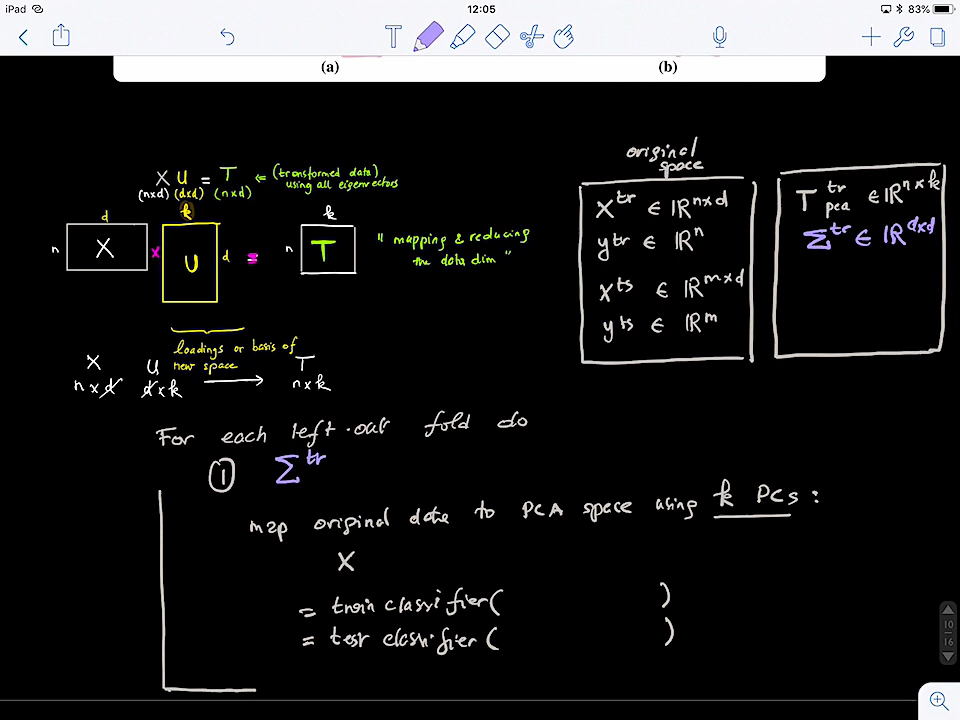 iPad
12:05
83%
T
(a)
(b)
X U = T ⇐ (transformed data)
using all eigenvectors
(n×d) (d×d) (n×d)
k
d
n X × U d = n T
k
" mapping & reducing
the data dim "
loadings or basis of
new space
X U T
n×d d×k → n×k
original
space
X^tr ∈ ℝ^n×d
y^tr ∈ ℝ^n
X^ts ∈ ℝ^m×d
y^ts ∈ ℝ^m
T^tr_pca ∈ ℝ^n×k
Σ^tr ∈ ℝ^d×d
For each left-out fold do
① Σ^tr
map original data to PCA space using k PCs :
X
= train classifier( )
= test classifier( )
10
16